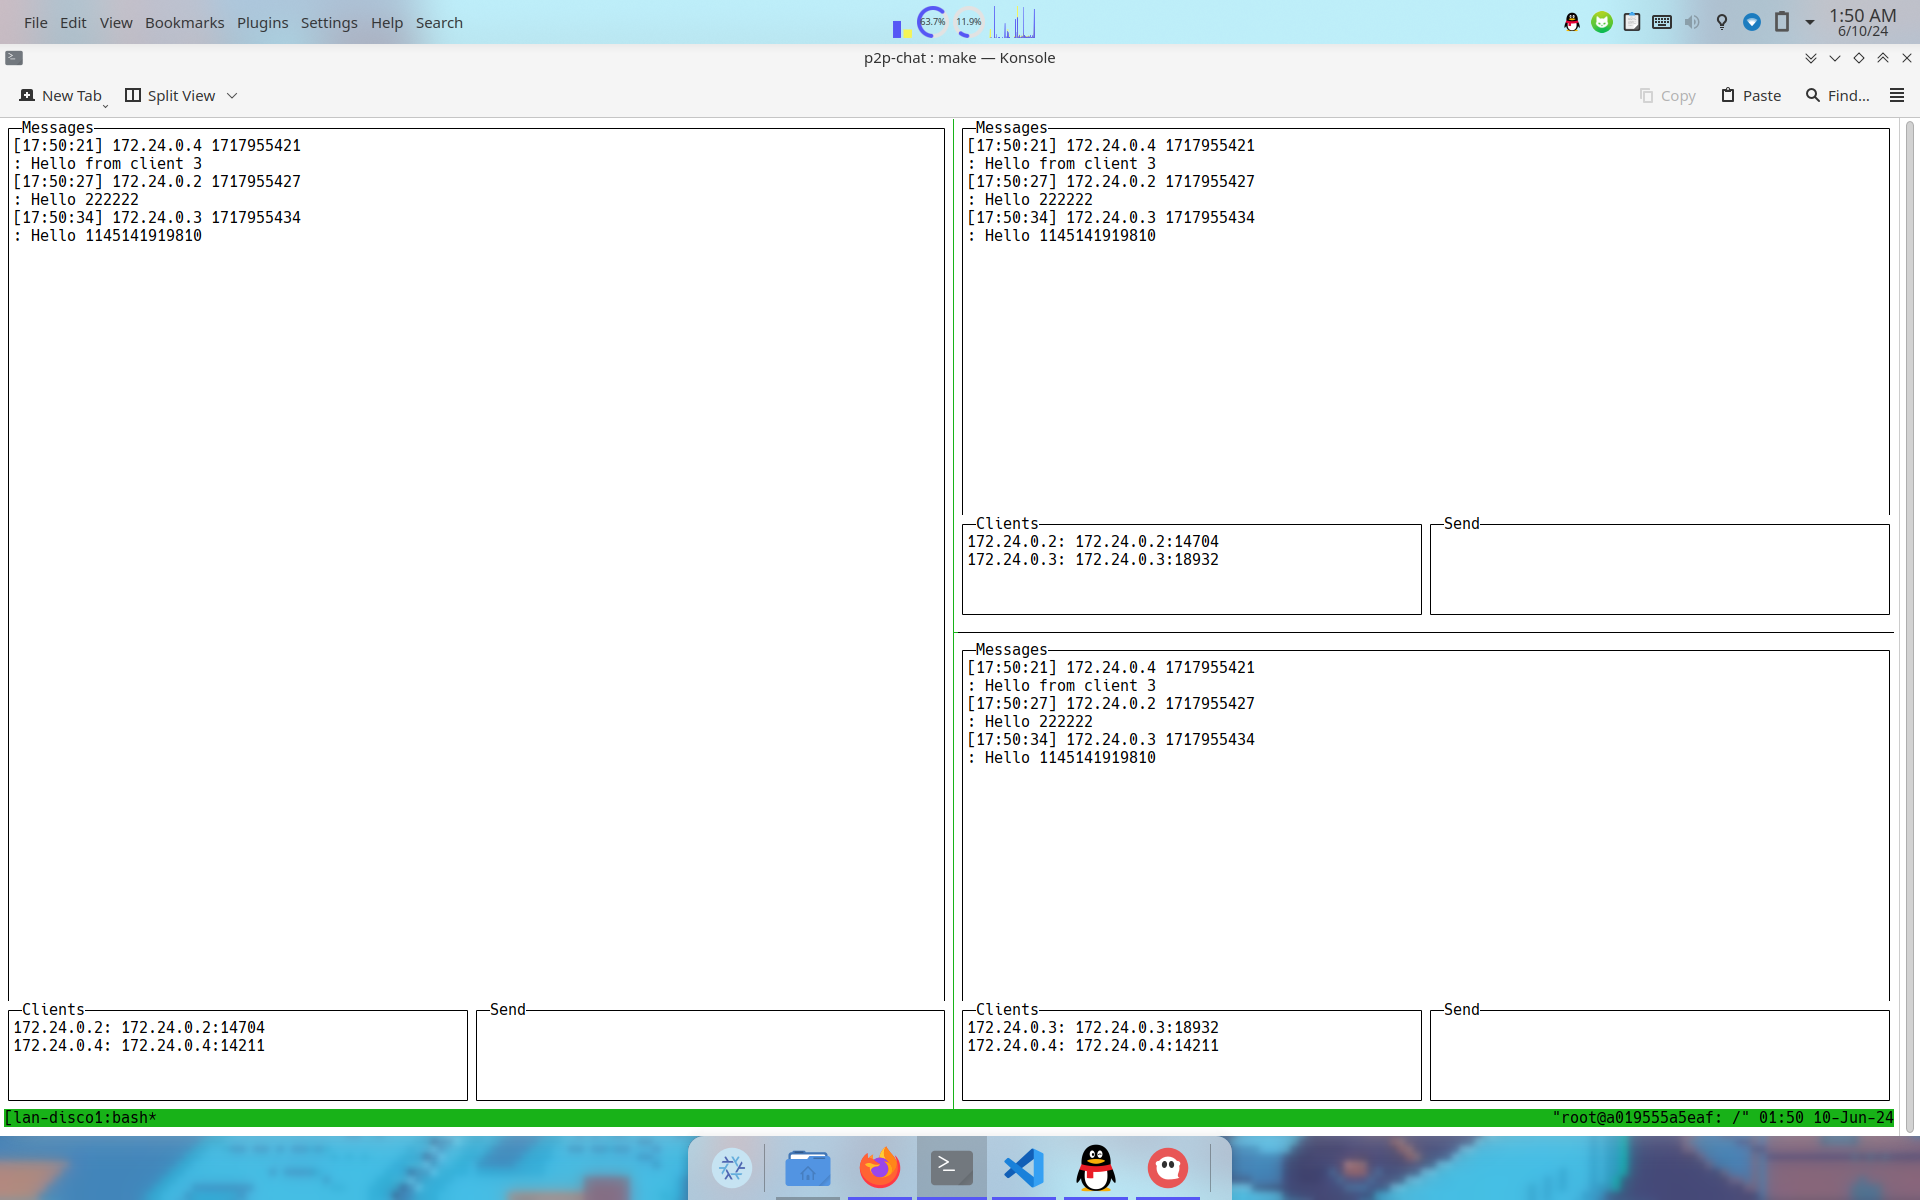 File Edit View Bookmarks Plugins Settings Help Search
63.7% 11.9%
1:50 AM
6/10/24
p2p-chat : make — Konsole
New Tab Split View
Copy Paste Find...
Messages
[17:50:21] 172.24.0.4 1717955421
: Hello from client 3
[17:50:27] 172.24.0.2 1717955427
: Hello 222222
[17:50:34] 172.24.0.3 1717955434
: Hello 1145141919810
Clients
172.24.0.2: 172.24.0.2:14704
172.24.0.4: 172.24.0.4:14211
Send
Messages
[17:50:21] 172.24.0.4 1717955421
: Hello from client 3
[17:50:27] 172.24.0.2 1717955427
: Hello 222222
[17:50:34] 172.24.0.3 1717955434
: Hello 1145141919810
Clients
172.24.0.2: 172.24.0.2:14704
172.24.0.3: 172.24.0.3:18932
Send
Messages
[17:50:21] 172.24.0.4 1717955421
: Hello from client 3
[17:50:27] 172.24.0.2 1717955427
: Hello 222222
[17:50:34] 172.24.0.3 1717955434
: Hello 1145141919810
Clients
172.24.0.3: 172.24.0.3:18932
172.24.0.4: 172.24.0.4:14211
Send
[lan-disco1:bash* "root@a019555a5eaf: /" 01:50 10-Jun-24